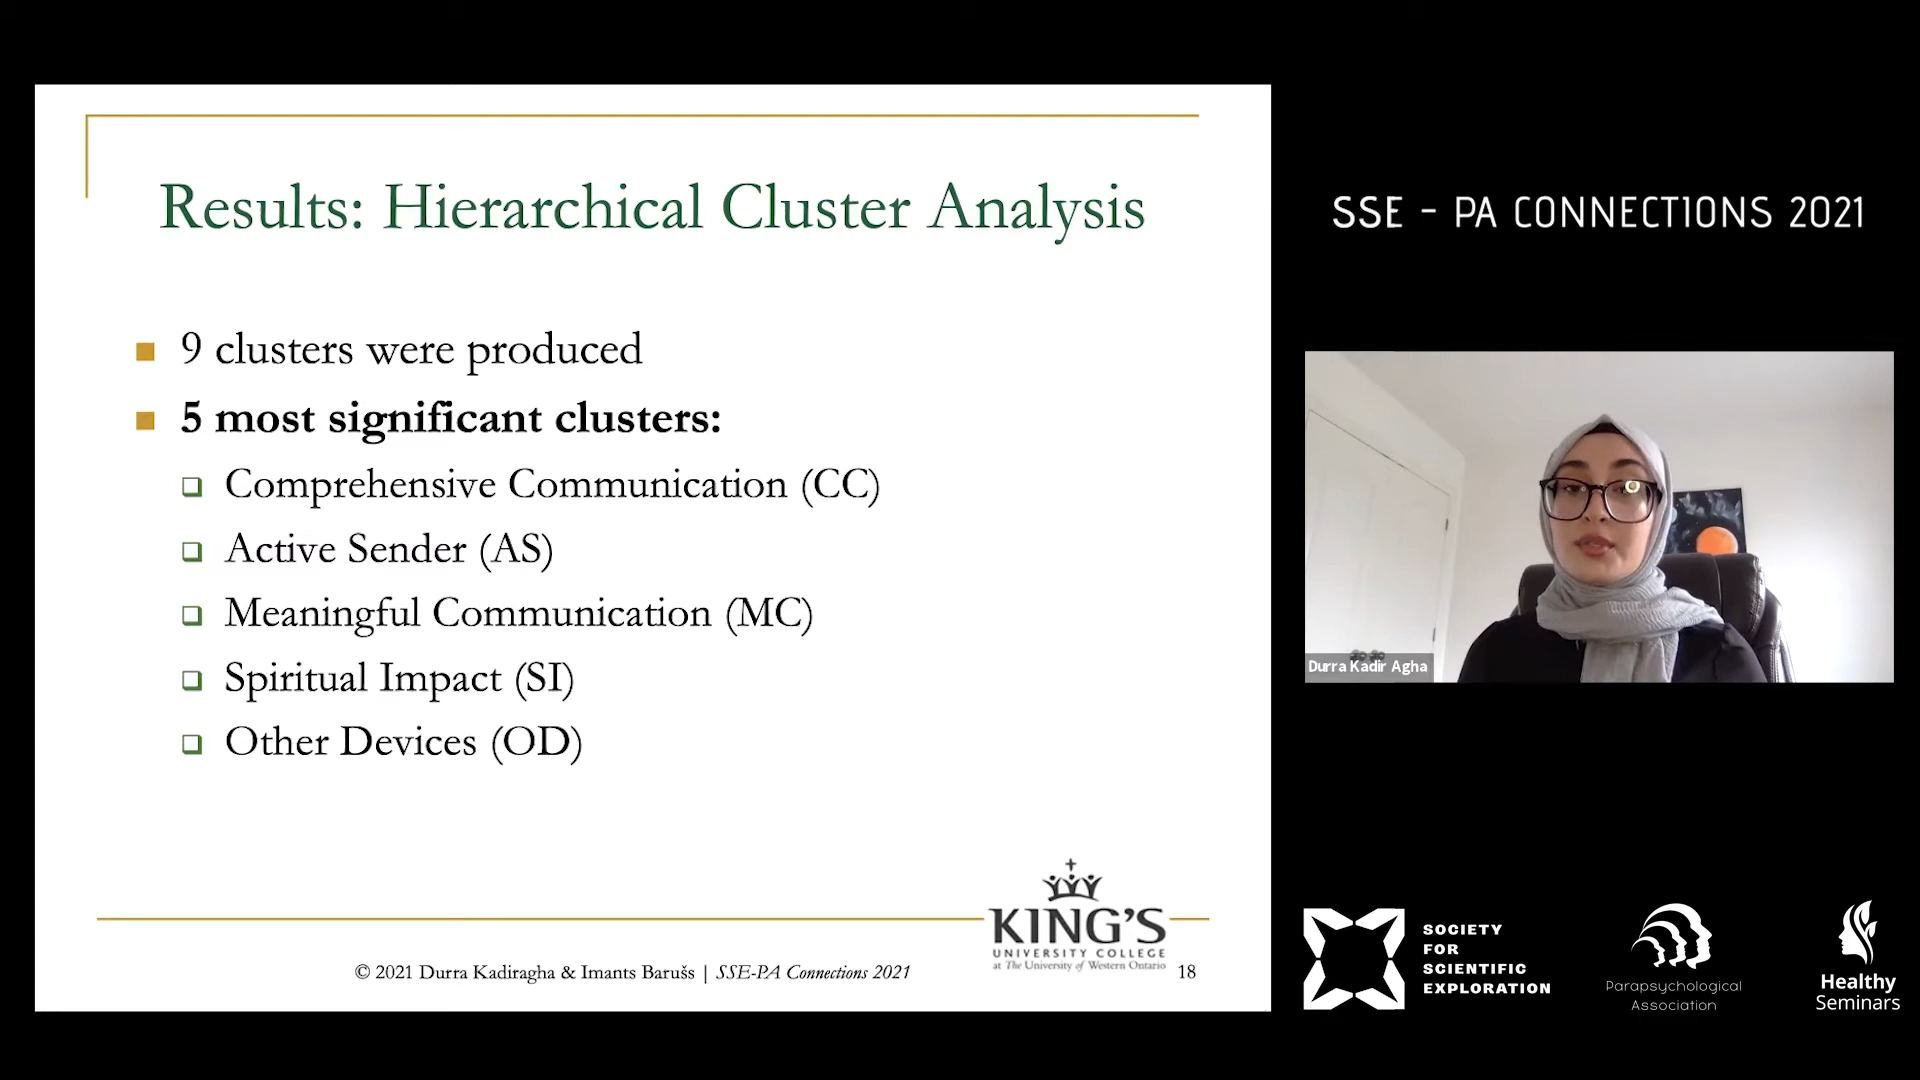 Results: Hierarchical Cluster Analysis
9 clusters were produced
5 most significant clusters:
Comprehensive Communication (CC)
Active Sender (AS)
Meaningful Communication (MC)
Spiritual Impact (SI)
Other Devices (OD)
KING'S
UNIVERSITY COLLEGE
at The University of Western Ontario
© 2021 Durra Kadiragha & Imants Barušs | SSE-PA Connections 2021
18
SSE - PA CONNECTIONS 2021
Durra Kadir Agha
SOCIETY
FOR
SCIENTIFIC
EXPLORATION
Parapsychological
Association
Healthy
Seminars